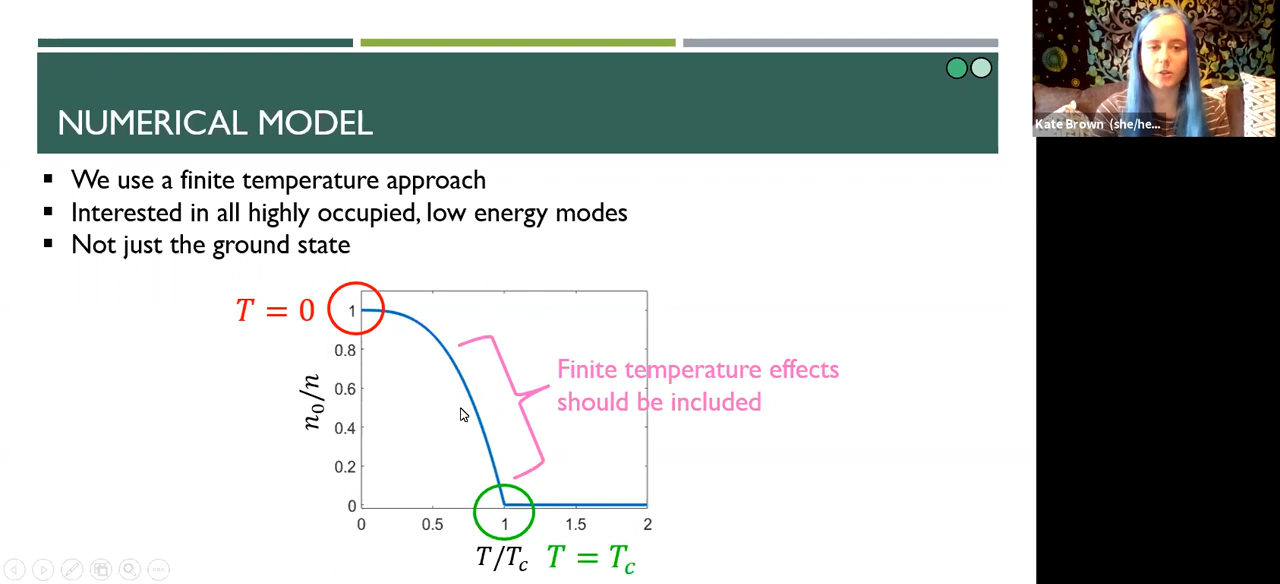 NUMERICAL MODEL
Kate Brown (she/he...
▪ We use a finite temperature approach
▪ Interested in all highly occupied, low energy modes
▪ Not just the ground state
T = 0
1
0.8
0.6
0.4
0.2
0
n₀/n
Finite temperature effects
should be included
0 0.5 1 1.5 2
T/T_c T = T_c